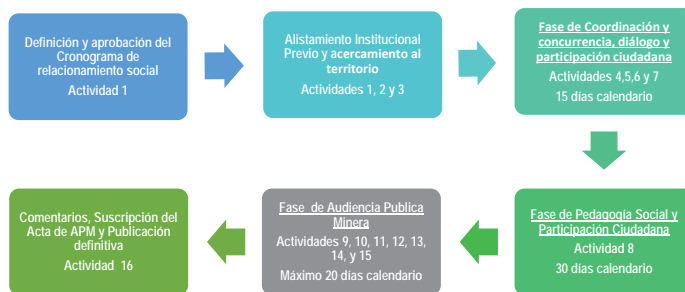 Definición y aprobación del
Cronograma de
relacionamiento social
Actividad 1
Alistamiento Institucional
Previo y acercamiento al
territorio
Actividades 1, 2 y 3
Fase de Coordinación y
concurrencia, diálogo y
participación ciudadana
Actividades 4,5,6 y 7
15 días calendario
Fase de Pedagogía Social y
Participación Ciudadana
Actividad 8
30 días calendario
Fase de Audiencia Publica
Minera
Actividades 9, 10, 11, 12, 13,
14, y 15
Máximo 20 días calendario
Comentarios, Suscripción del
Acta de APM y Publicación
definitiva
Actividad 16